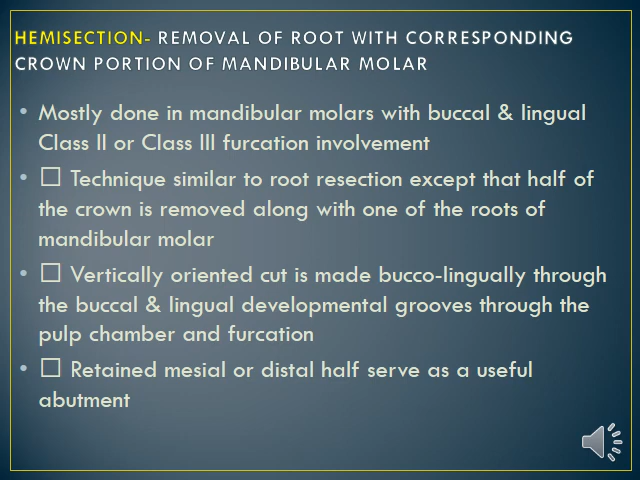 HEMISECTION- REMOVAL OF ROOT WITH CORRESPONDING
CROWN PORTION OF MANDIBULAR MOLAR
• Mostly done in mandibular molars with buccal & lingual
Class II or Class III furcation involvement
• □ Technique similar to root resection except that half of
the crown is removed along with one of the roots of
mandibular molar
• □ Vertically oriented cut is made bucco-lingually through
the buccal & lingual developmental grooves through the
pulp chamber and furcation
• □ Retained mesial or distal half serve as a useful
abutment